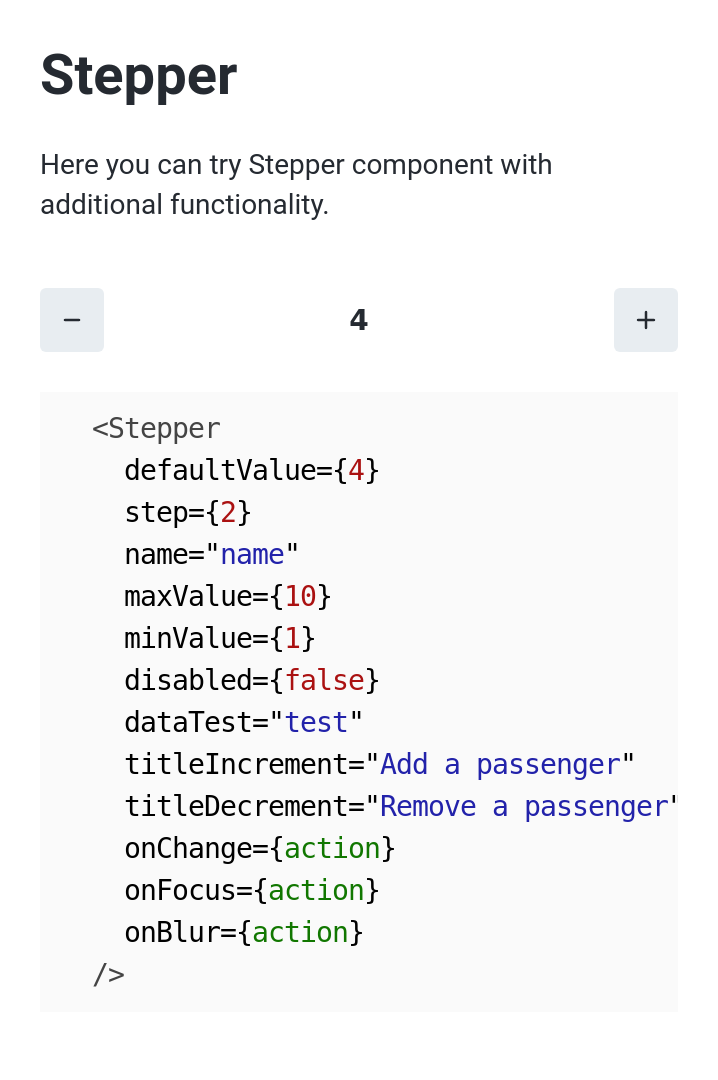 Stepper
Here you can try Stepper component with
additional functionality.
− 4 +
<Stepper
defaultValue={4}
step={2}
name="name"
maxValue={10}
minValue={1}
disabled={false}
dataTest="test"
titleIncrement="Add a passenger"
titleDecrement="Remove a passenger"
onChange={action}
onFocus={action}
onBlur={action}
/>